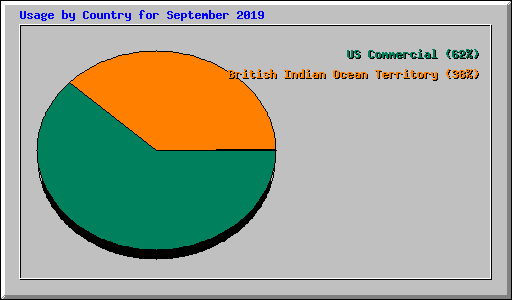 Usage by Country for September 2019
US Commercial (62%)
British Indian Ocean Territory (38%)